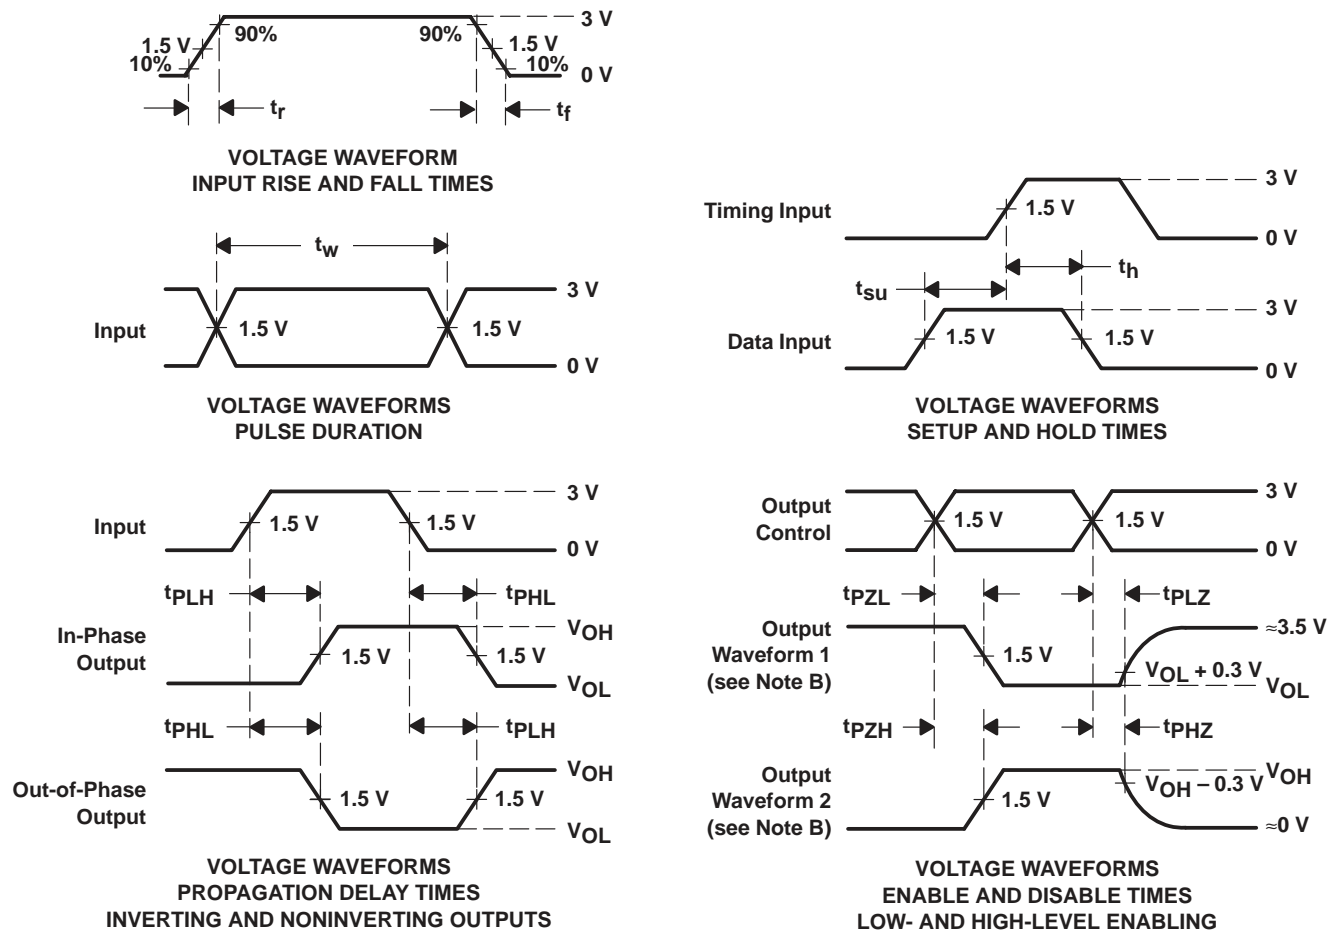 3 V
90%
90%
1.5 V
1.5 V
10%
10%
0 V
tr
tf
VOLTAGE WAVEFORM
INPUT RISE AND FALL TIMES
tw
3 V
Input
1.5 V
1.5 V
0 V
VOLTAGE WAVEFORMS
PULSE DURATION
3 V
Timing Input
1.5 V
0 V
th
tsu
3 V
Data Input
1.5 V
1.5 V
0 V
VOLTAGE WAVEFORMS
SETUP AND HOLD TIMES
3 V
Input
1.5 V
1.5 V
0 V
tPLH
tPHL
In-Phase
Output
VOH
1.5 V
1.5 V
VOL
tPHL
tPLH
Out-of-Phase
Output
VOH
1.5 V
1.5 V
VOL
VOLTAGE WAVEFORMS
PROPAGATION DELAY TIMES
INVERTING AND NONINVERTING OUTPUTS
Output
Control
3 V
1.5 V
1.5 V
0 V
tPZL
tPLZ
Output
Waveform 1
(see Note B)
≈3.5 V
1.5 V
VOL + 0.3 V
VOL
tPZH
tPHZ
Output
Waveform 2
(see Note B)
VOH
1.5 V
VOH − 0.3 V
≈0 V
VOLTAGE WAVEFORMS
ENABLE AND DISABLE TIMES
LOW- AND HIGH-LEVEL ENABLING